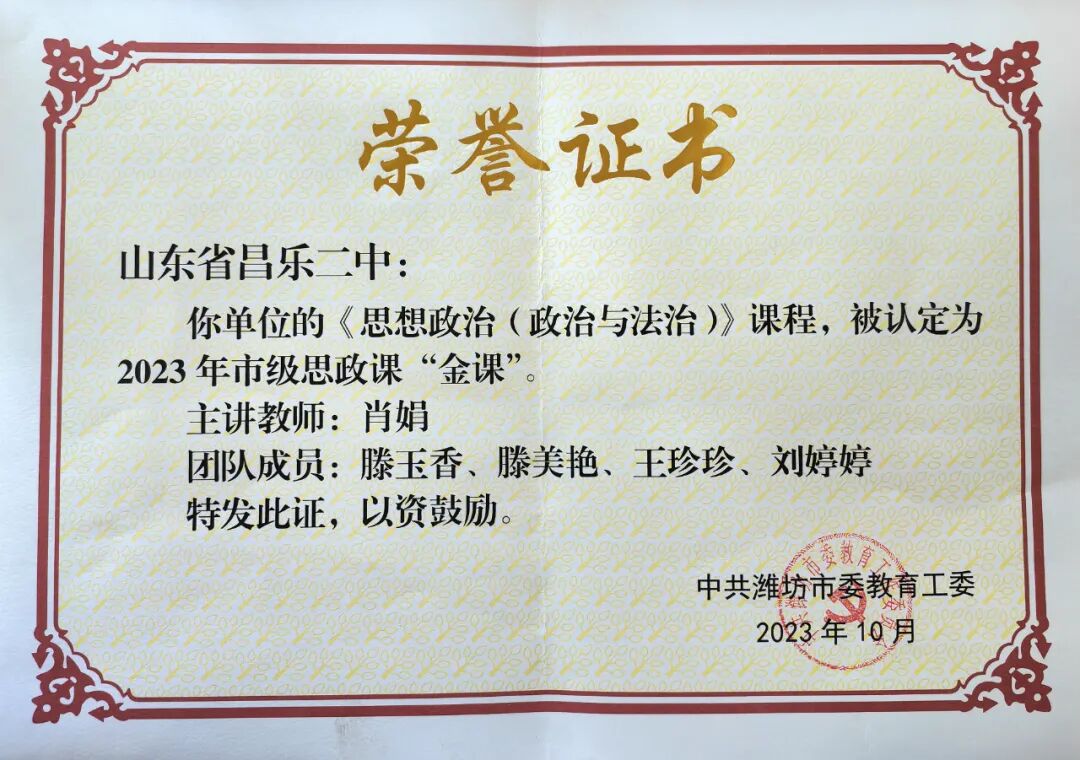 荣誉证书
山东省昌乐二中：
你单位的《思想政治（政治与法治）》课程，被认定为
2023年市级思政课“金课”。
主讲教师：肖娟
团队成员：滕玉香、滕美艳、王珍珍、刘婷婷
特发此证，以资鼓励。
中共潍坊市委教育工委
2023年10月